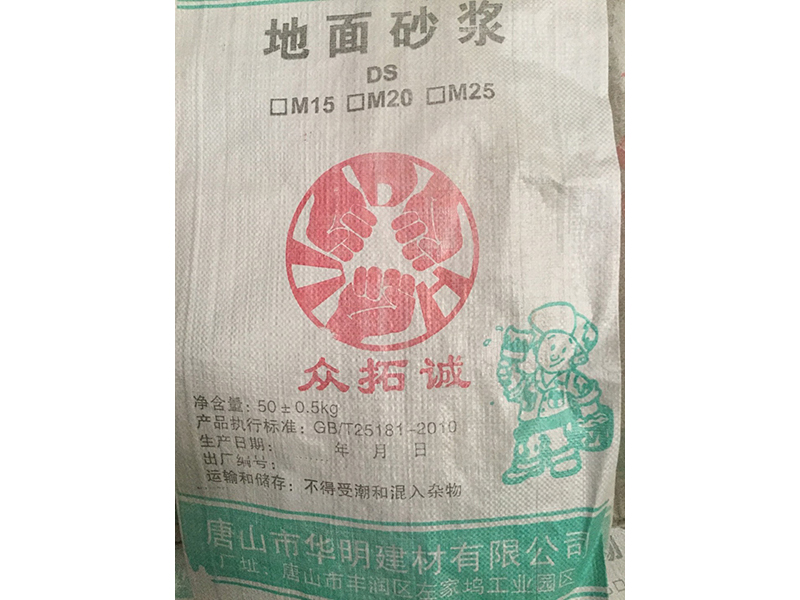 地面砂浆
DS
□M15 □M20 □M25
众拓诚
净含量：50±0.5kg
产品执行标准：GB/T25181-2010
生产日期： 年 月 日
出厂编号：
运输和储存：不得受潮和混入杂物
唐山市华明建材有限公司
厂址：唐山市丰润区左家坞工业园区